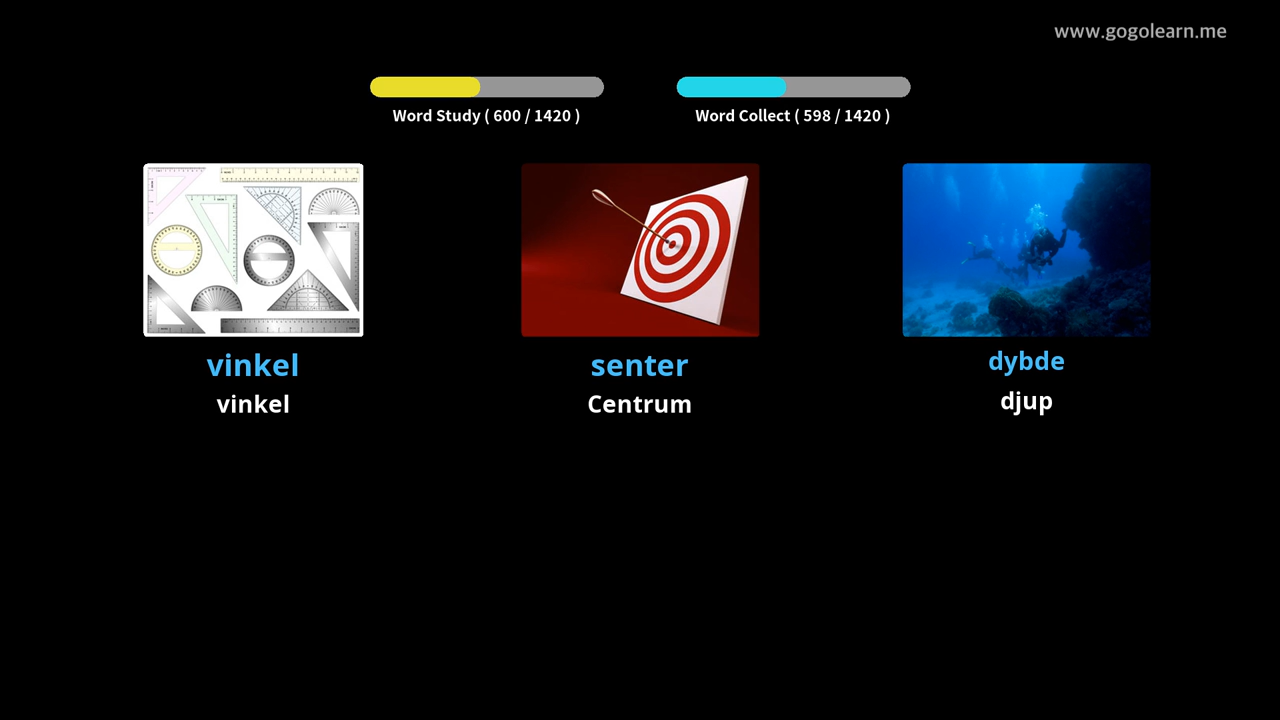 www.gogolearn.me
Word Study ( 600 / 1420 )
Word Collect ( 598 / 1420 )
vinkel
vinkel
senter
Centrum
dybde
djup